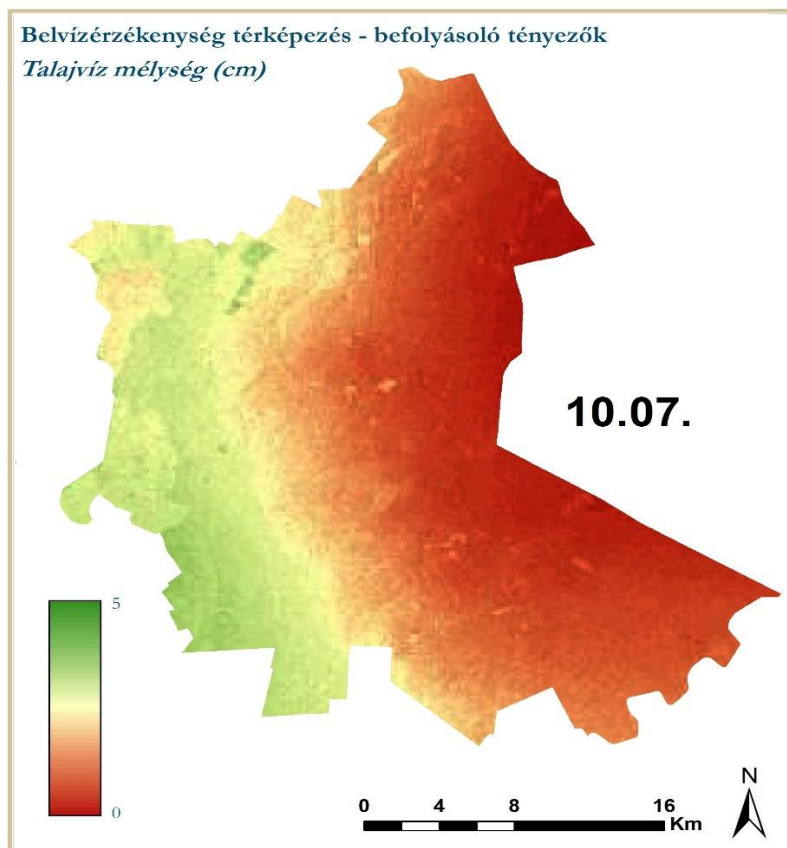 Belvízérzékenység térképezés - befolyásoló tényezők
Talajvíz mélység (cm)
10.07.
5
0
N
0 4 8 16
Km